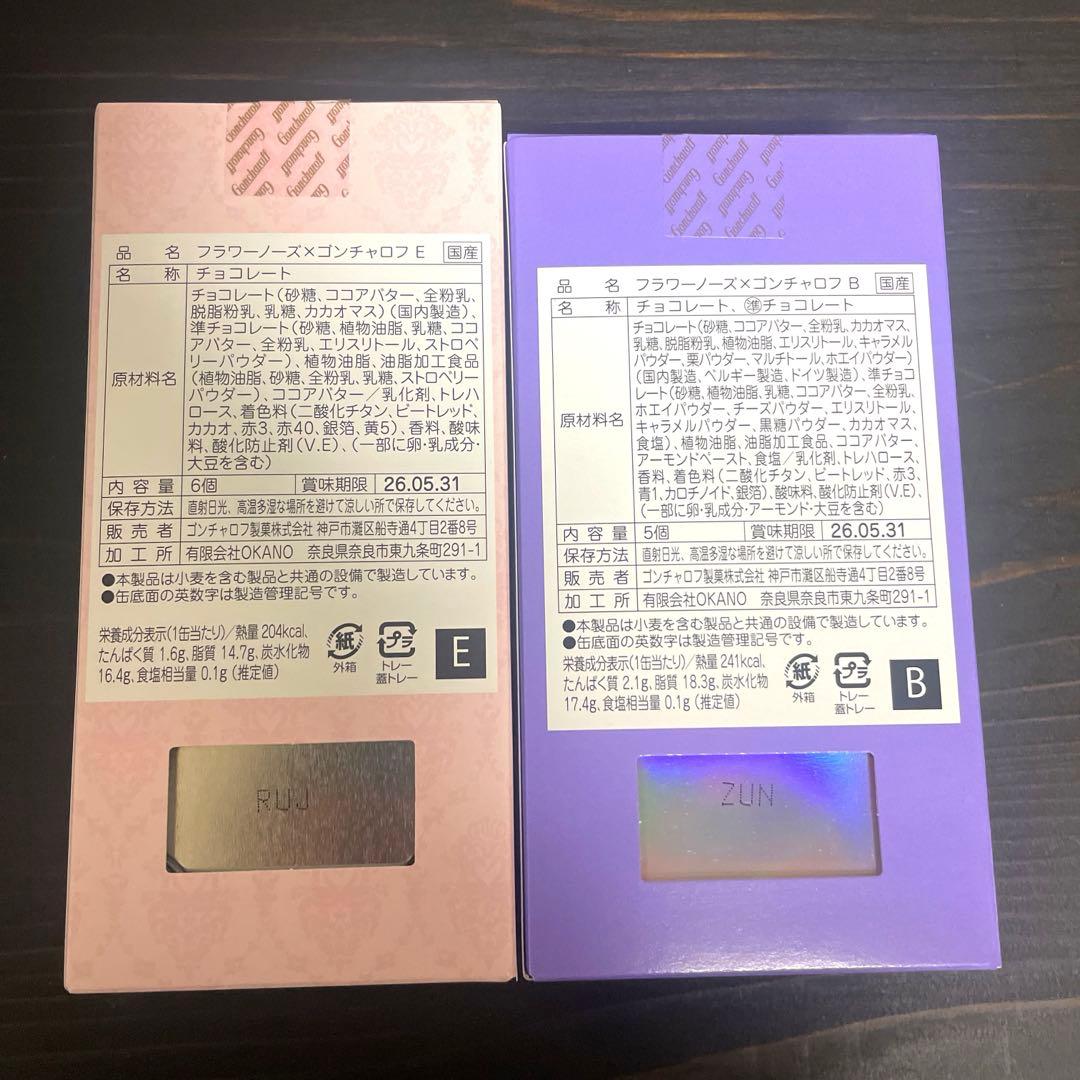 Goncharoff
品名 フラワーノーズ×ゴンチャロフ E 国産
名称 チョコレート
原材料名
チョコレート(砂糖、ココアバター、全粉乳、
脱脂粉乳、乳糖、カカオマス)(国内製造)、
準チョコレート(砂糖、植物油脂、乳糖、ココ
アバター、全粉乳、エリスリトール、ストロベ
リーパウダー)、植物油脂、油脂加工食品
(植物油脂、砂糖、全粉乳、乳糖、ストロベリー
パウダー)、ココアバター/乳化剤、トレハ
ロース、着色料(二酸化チタン、ビートレッド、
カカオ、赤3、赤40、銀箔、黄5)、香料、酸味
料、酸化防止剤(V.E)、(一部に卵・乳成分・
大豆を含む)
内容量 6個 賞味期限 26.05.31
保存方法 直射日光、高温多湿な場所を避けて涼しい所で保存してください。
販売者 ゴンチャロフ製菓株式会社 神戸市灘区船寺通4丁目2番8号
加工所 有限会社OKANO 奈良県奈良市東九条町291-1
●本製品は小麦を含む製品と共通の設備で製造しています。
●缶底面の英数字は製造管理記号です。
栄養成分表示(1缶当たり)/熱量 204kcal、
たんぱく質 1.6g、脂質 14.7g、炭水化物
16.4g、食塩相当量 0.1g (推定値)
紙
外箱
プラ
トレー
蓋トレー
E
RUJ
Goncharoff
品名 フラワーノーズ×ゴンチャロフ B 国産
名称 チョコレート、㊟チョコレート
原材料名
チョコレート(砂糖、ココアバター、全粉乳、カカオマス、
乳糖、脱脂粉乳、植物油脂、エリスリトール、キャラメル
パウダー、栗パウダー、マルチトール、ホエイパウダー)
(国内製造、ベルギー製造、ドイツ製造)、準チョコ
レート(砂糖、植物油脂、乳糖、ココアバター、全粉乳、
ホエイパウダー、チーズパウダー、エリスリトール、
キャラメルパウダー、黒糖パウダー、カカオマス、
食塩)、植物油脂、油脂加工食品、ココアバター、
アーモンドペースト、食塩/乳化剤、トレハロース、
香料、着色料(二酸化チタン、ビートレッド、赤3、
青1、カロチノイド、銀箔)、酸味料、酸化防止剤(V.E)、
(一部に卵・乳成分・アーモンド・大豆を含む)
内容量 5個 賞味期限 26.05.31
保存方法 直射日光、高温多湿な場所を避けて涼しい所で保存してください。
販売者 ゴンチャロフ製菓株式会社 神戸市灘区船寺通4丁目2番8号
加工所 有限会社OKANO 奈良県奈良市東九条町291-1
●本製品は小麦を含む製品と共通の設備で製造しています。
●缶底面の英数字は製造管理記号です。
栄養成分表示(1缶当たり)/熱量 241kcal、
たんぱく質 2.1g、脂質 18.3g、炭水化物
17.4g、食塩相当量 0.1g (推定値)
紙
外箱
プラ
トレー
蓋トレー
B
ZUN